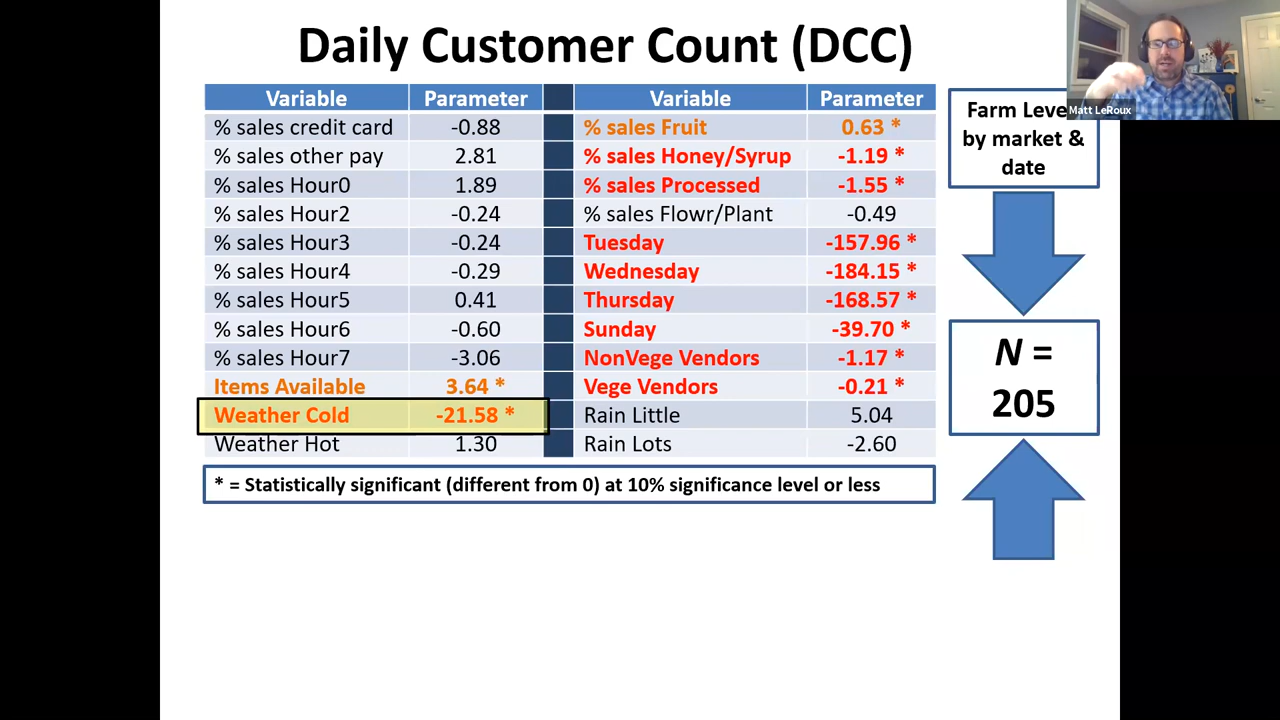 Daily Customer Count (DCC)
Variable Parameter Variable Parameter
% sales credit card -0.88 % sales Fruit 0.63 *
% sales other pay 2.81 % sales Honey/Syrup -1.19 *
% sales Hour0 1.89 % sales Processed -1.55 *
% sales Hour2 -0.24 % sales Flowr/Plant -0.49
% sales Hour3 -0.24 Tuesday -157.96 *
% sales Hour4 -0.29 Wednesday -184.15 *
% sales Hour5 0.41 Thursday -168.57 *
% sales Hour6 -0.60 Sunday -39.70 *
% sales Hour7 -3.06 NonVege Vendors -1.17 *
Items Available 3.64 * Vege Vendors -0.21 *
Weather Cold -21.58 * Rain Little 5.04
Weather Hot 1.30 Rain Lots -2.60
* = Statistically significant (different from 0) at 10% significance level or less
Matt LeRoux
Farm Level
by market &
date
N =
205